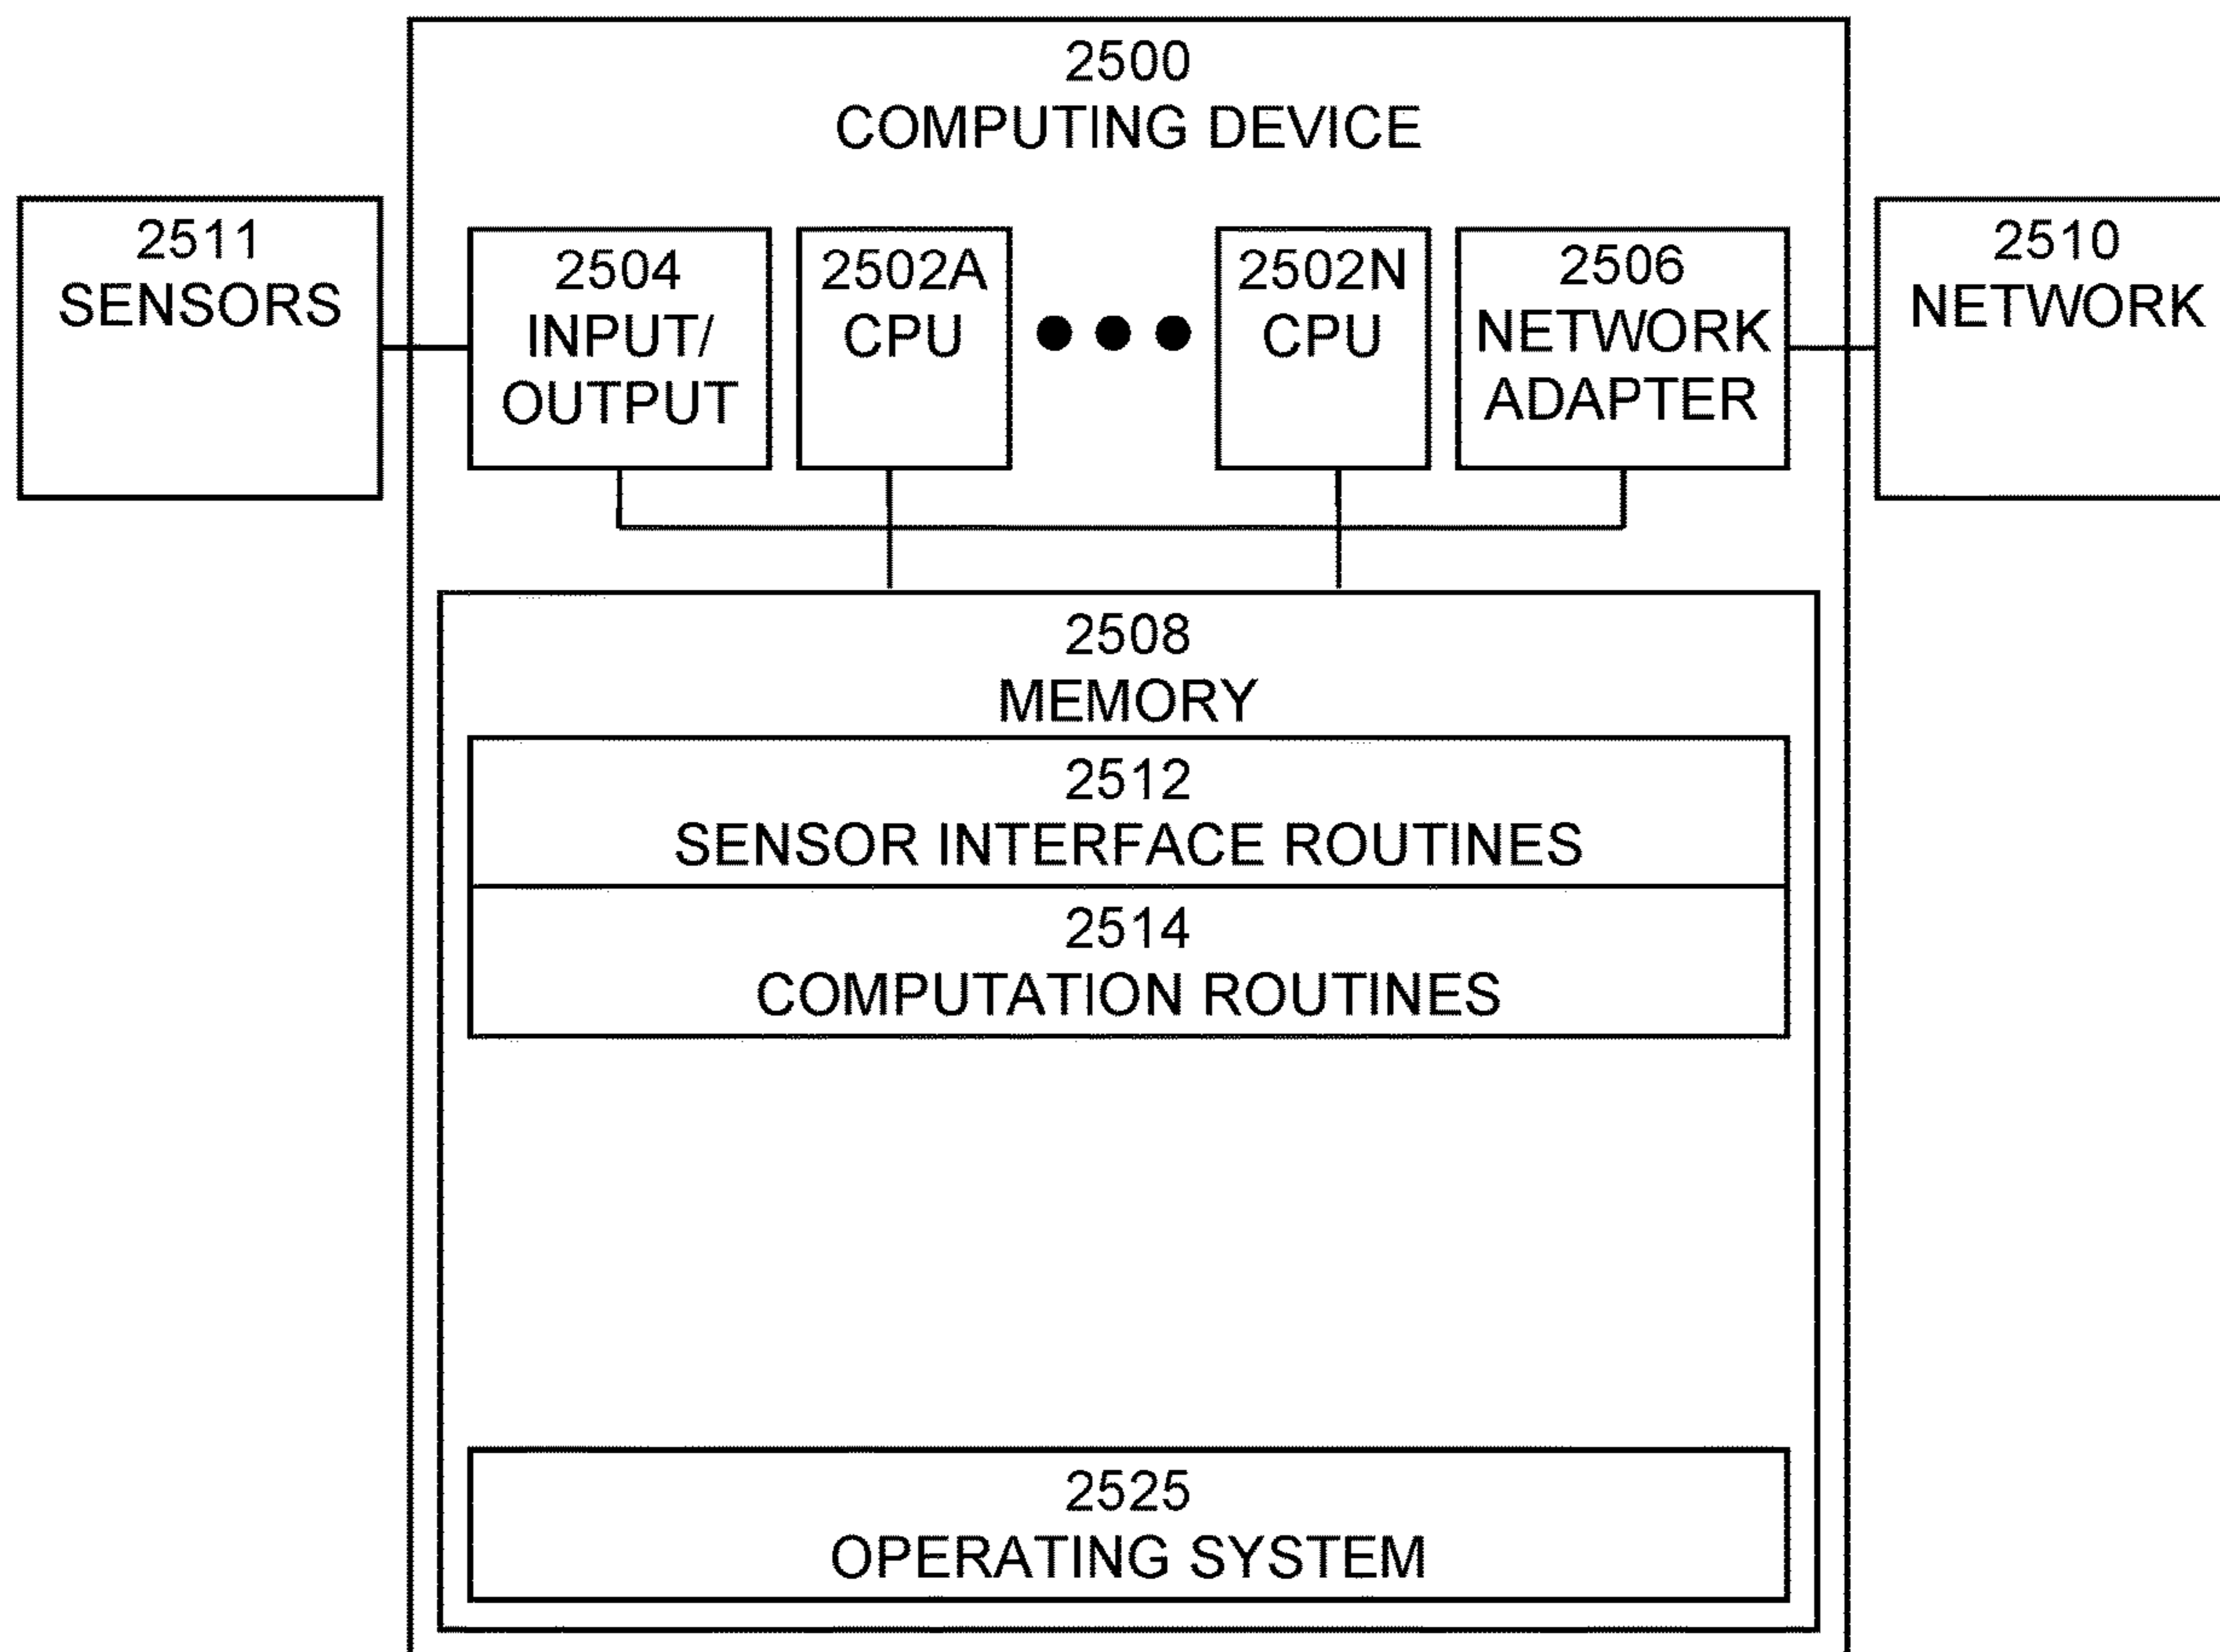 2500
COMPUTING DEVICE
2511
SENSORS
2504
INPUT/
OUTPUT
2502A
CPU
2502N
CPU
2506
NETWORK
ADAPTER
2510
NETWORK
2508
MEMORY
2512
SENSOR INTERFACE ROUTINES
2514
COMPUTATION ROUTINES
2525
OPERATING SYSTEM